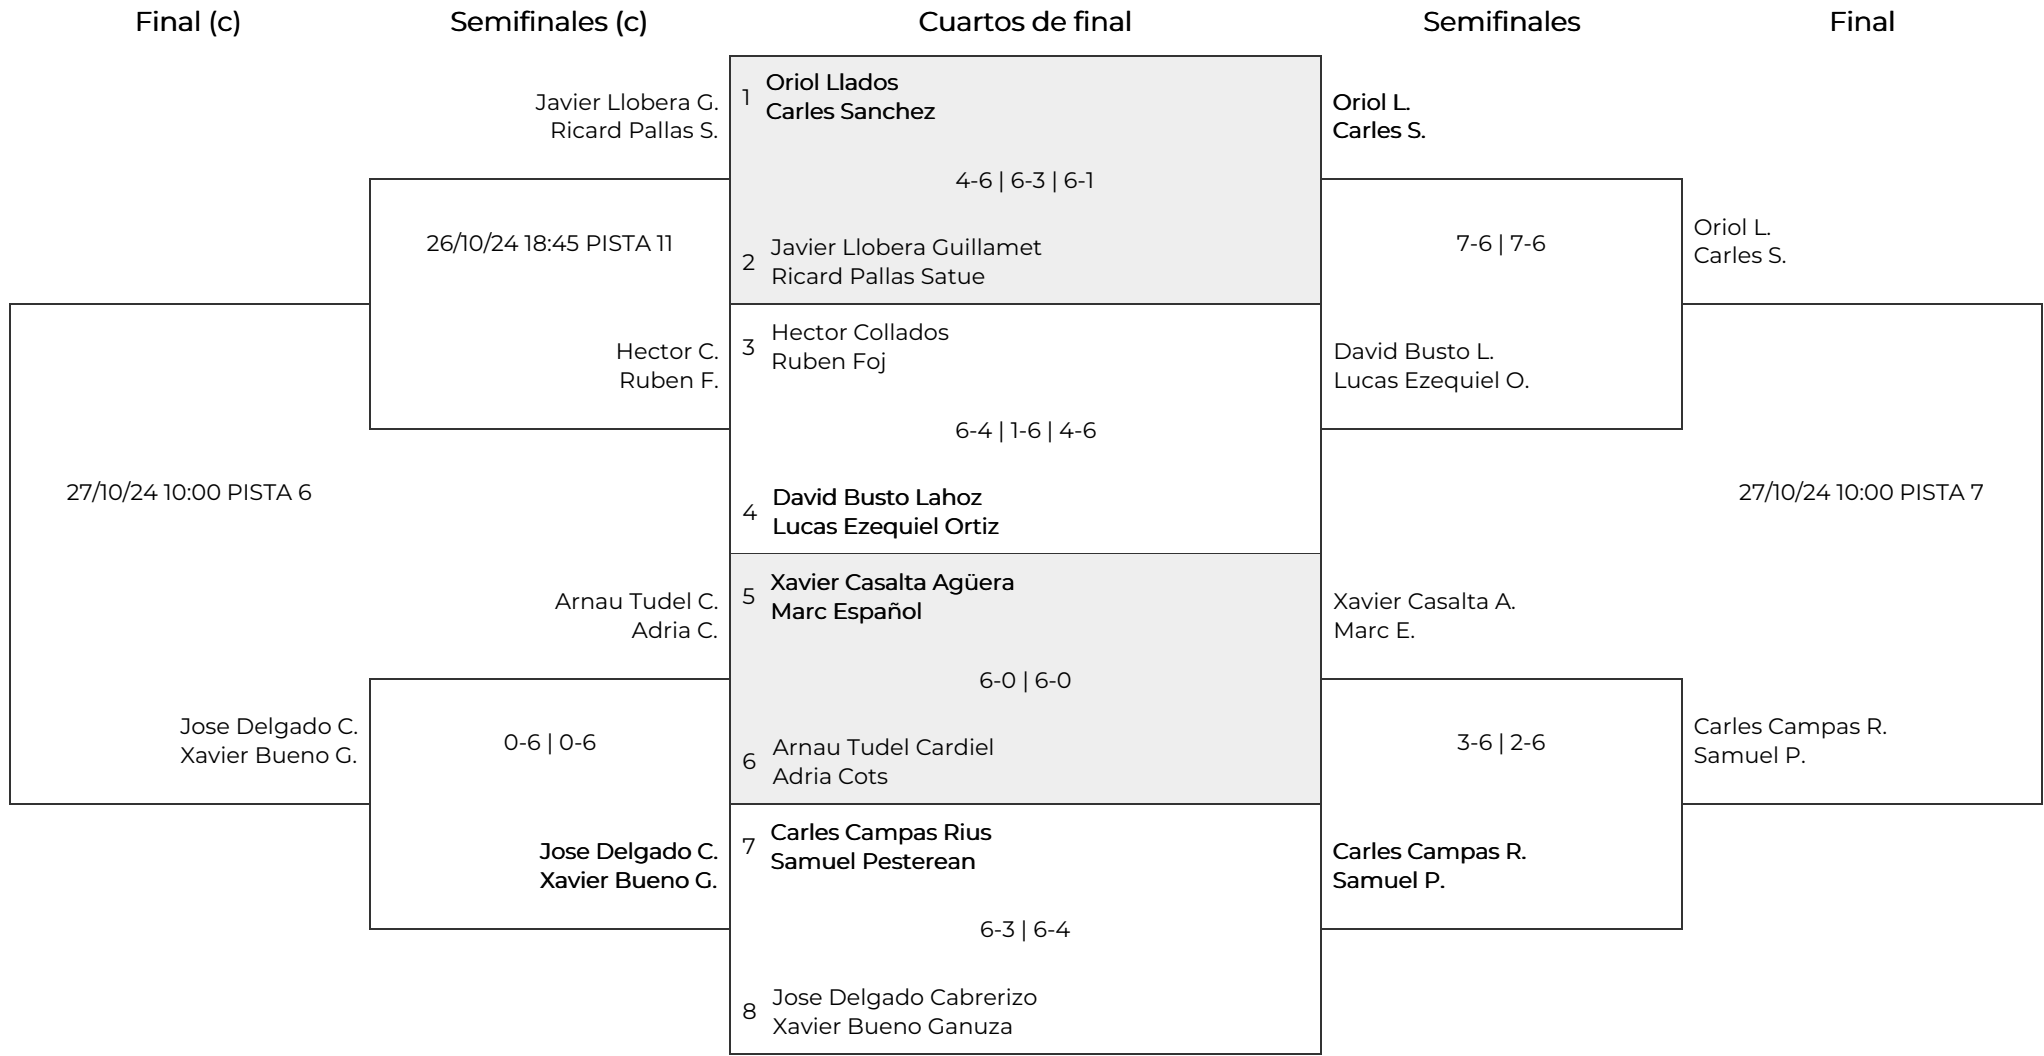 Final (c)
Semifinales (c)
Cuartos de final
Semifinales
Final
Javier Llobera G.
Ricard Pallas S.
26/10/24 18:45 PISTA 11
Hector C.
Ruben F.
27/10/24 10:00 PISTA 6
Arnau Tudel C.
Adria C.
Jose Delgado C.
Xavier Bueno G.
0-6 | 0-6
Jose Delgado C.
Xavier Bueno G.
1
Oriol Llados
Carles Sanchez
4-6 | 6-3 | 6-1
2
Javier Llobera Guillamet
Ricard Pallas Satue
3
Hector Collados
Ruben Foj
6-4 | 1-6 | 4-6
4
David Busto Lahoz
Lucas Ezequiel Ortiz
5
Xavier Casalta Agüera
Marc Español
6-0 | 6-0
6
Arnau Tudel Cardiel
Adria Cots
7
Carles Campas Rius
Samuel Pesterean
6-3 | 6-4
8
Jose Delgado Cabrerizo
Xavier Bueno Ganuza
Oriol L.
Carles S.
7-6 | 7-6
David Busto L.
Lucas Ezequiel O.
Xavier Casalta A.
Marc E.
3-6 | 2-6
Carles Campas R.
Samuel P.
Oriol L.
Carles S.
27/10/24 10:00 PISTA 7
Carles Campas R.
Samuel P.